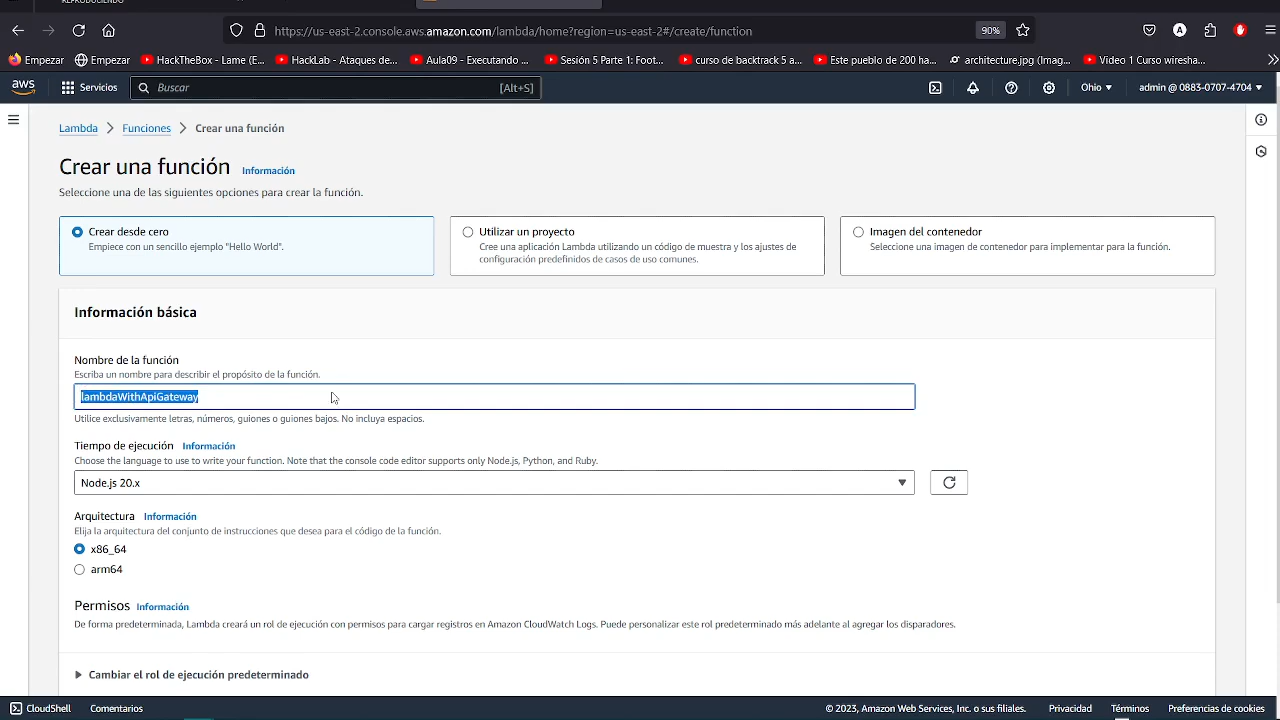 REPRODUCIENDO
https://us-east-2.console.aws.amazon.com/lambda/home?region=us-east-2#/create/function
90%
Empezar
Empezar
HackTheBox - Lame (E...
HackLab - Ataques de...
Aula09 - Executando ...
Sesión 5 Parte 1: Foot...
curso de backtrack 5 a...
Este pueblo de 200 ha...
architecture.jpg (Imag...
Vídeo 1 Curso wiresha...
aws
Servicios
Buscar
[Alt+S]
Ohio
admin @ 0883-0707-4704
Lambda
Funciones
Crear una función
Crear una función
Información
Seleccione una de las siguientes opciones para crear la función.
Crear desde cero
Empiece con un sencillo ejemplo "Hello World".
Utilizar un proyecto
Cree una aplicación Lambda utilizando un código de muestra y los ajustes de
configuración predefinidos de casos de uso comunes.
Imagen del contenedor
Seleccione una imagen de contenedor para implementar para la función.
Información básica
Nombre de la función
Escriba un nombre para describir el propósito de la función.
lambdaWithApiGateway
Utilice exclusivamente letras, números, guiones o guiones bajos. No incluya espacios.
Tiempo de ejecución
Información
Choose the language to use to write your function. Note that the console code editor supports only Node.js, Python, and Ruby.
Node.js 20.x
Arquitectura
Información
Elija la arquitectura del conjunto de instrucciones que desea para el código de la función.
x86_64
arm64
Permisos
Información
De forma predeterminada, Lambda creará un rol de ejecución con permisos para cargar registros en Amazon CloudWatch Logs. Puede personalizar este rol predeterminado más adelante al agregar los disparadores.
Cambiar el rol de ejecución predeterminado
CloudShell
Comentarios
© 2023, Amazon Web Services, Inc. o sus filiales.
Privacidad
Términos
Preferencias de cookies